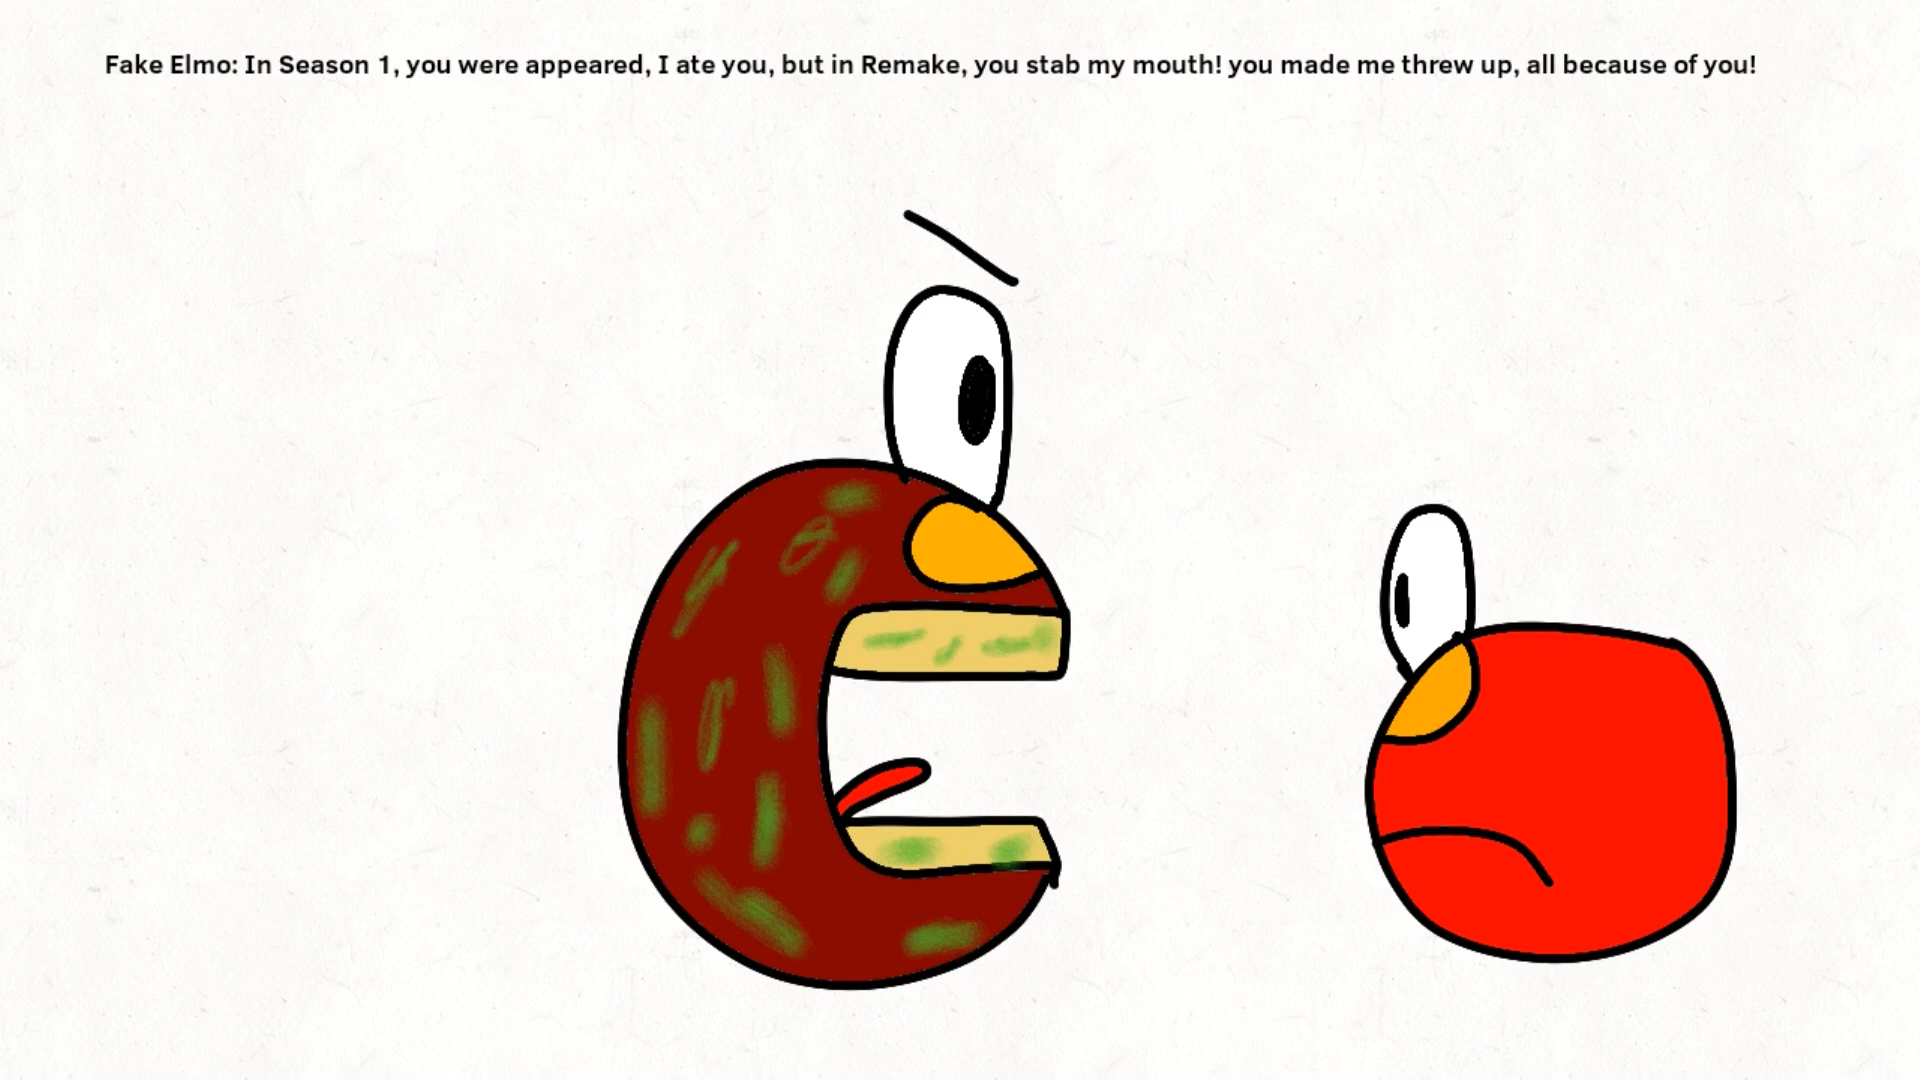 Fake Elmo: In Season 1, you were appeared, I ate you, but in Remake, you stab my mouth! you made me threw up, all because of you!